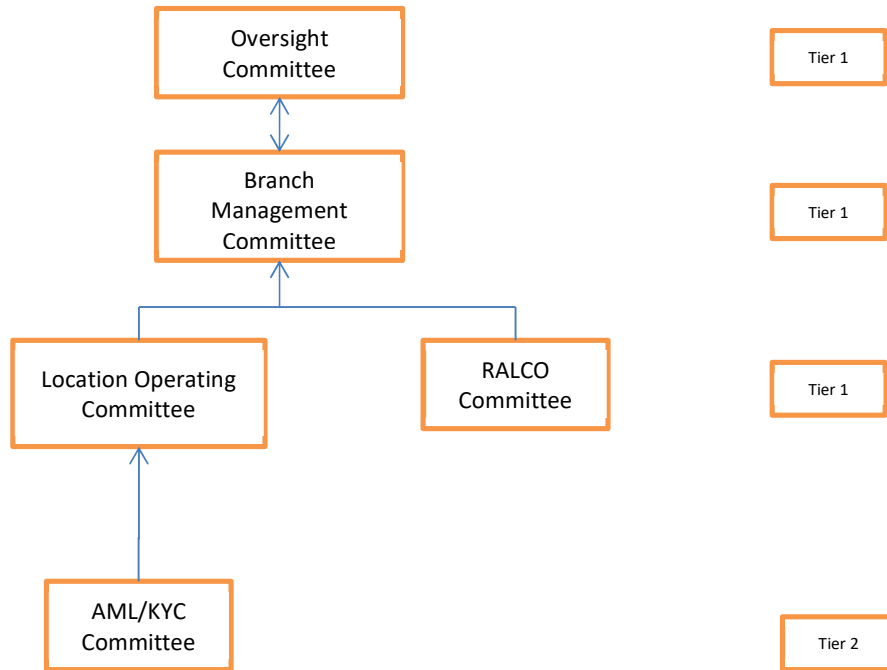 Oversight
Committee
Tier 1
Branch
Management
Committee
Tier 1
Location Operating
Committee
RALCO
Committee
Tier 1
AML/KYC
Committee
Tier 2